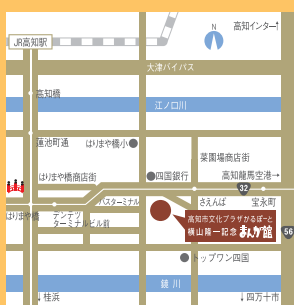 N
高知インター↑
JR高知駅
大津バイパス
高知橋
江ノ口川
蓮池町通
はりまや橋小
菜園場商店街
はりまや橋商店街
四国銀行
高知龍馬空港→
32
バスターミナル
さえんば
宝永町
はりまや橋
デンテツ
ターミナルビル前
高知市文化プラザかるぽーと
横山隆一記念 まんが館
56
トップワン四国
鏡川
↓桂浜
↓四万十市